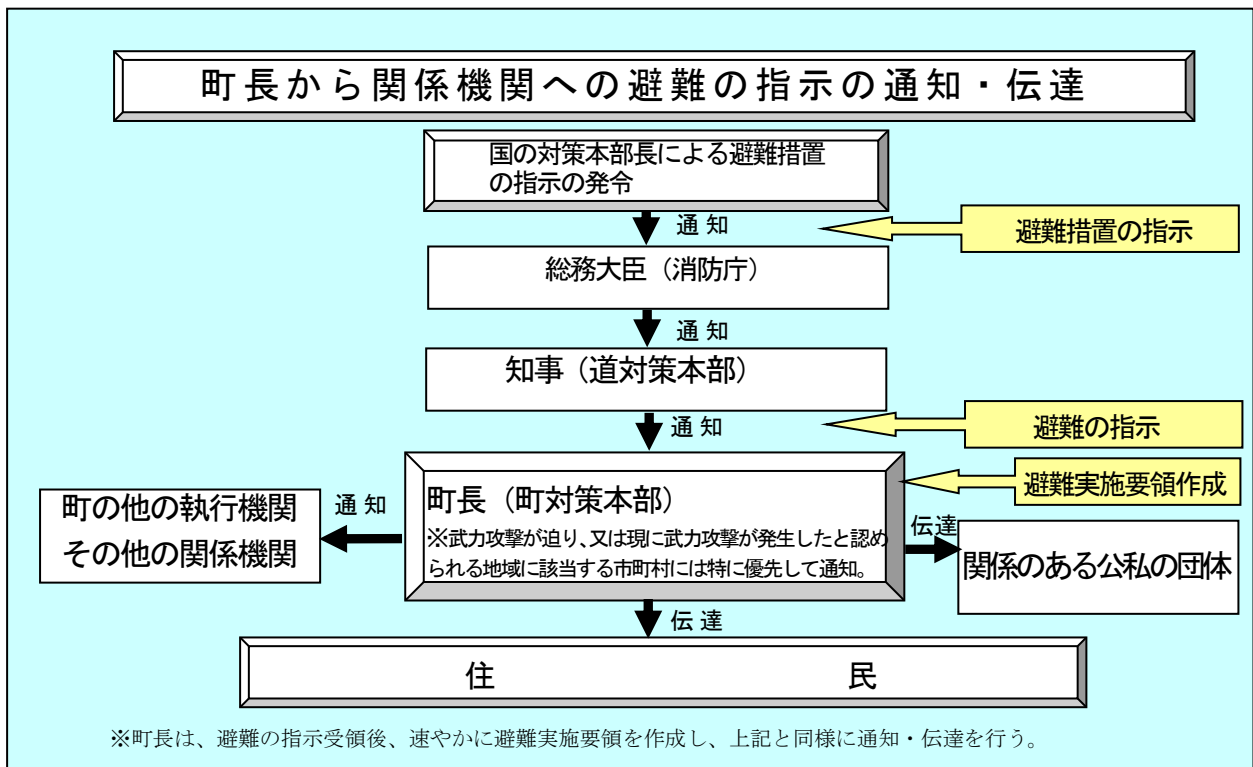 町長から関係機関への避難の指示の通知・伝達
国の対策本部長による避難措置
の指示の発令
通 知
避難措置の指示
総務大臣（消防庁）
通 知
知事（道対策本部）
通 知
避難の指示
町長（町対策本部）
※武力攻撃が迫り、又は現に武力攻撃が発生したと認め
られる地域に該当する市町村には特に優先して通知。
避難実施要領作成
通 知
町の他の執行機関
その他の関係機関
伝達
関係のある公私の団体
伝 達
住 民
※町長は、避難の指示受領後、速やかに避難実施要領を作成し、上記と同様に通知・伝達を行う。